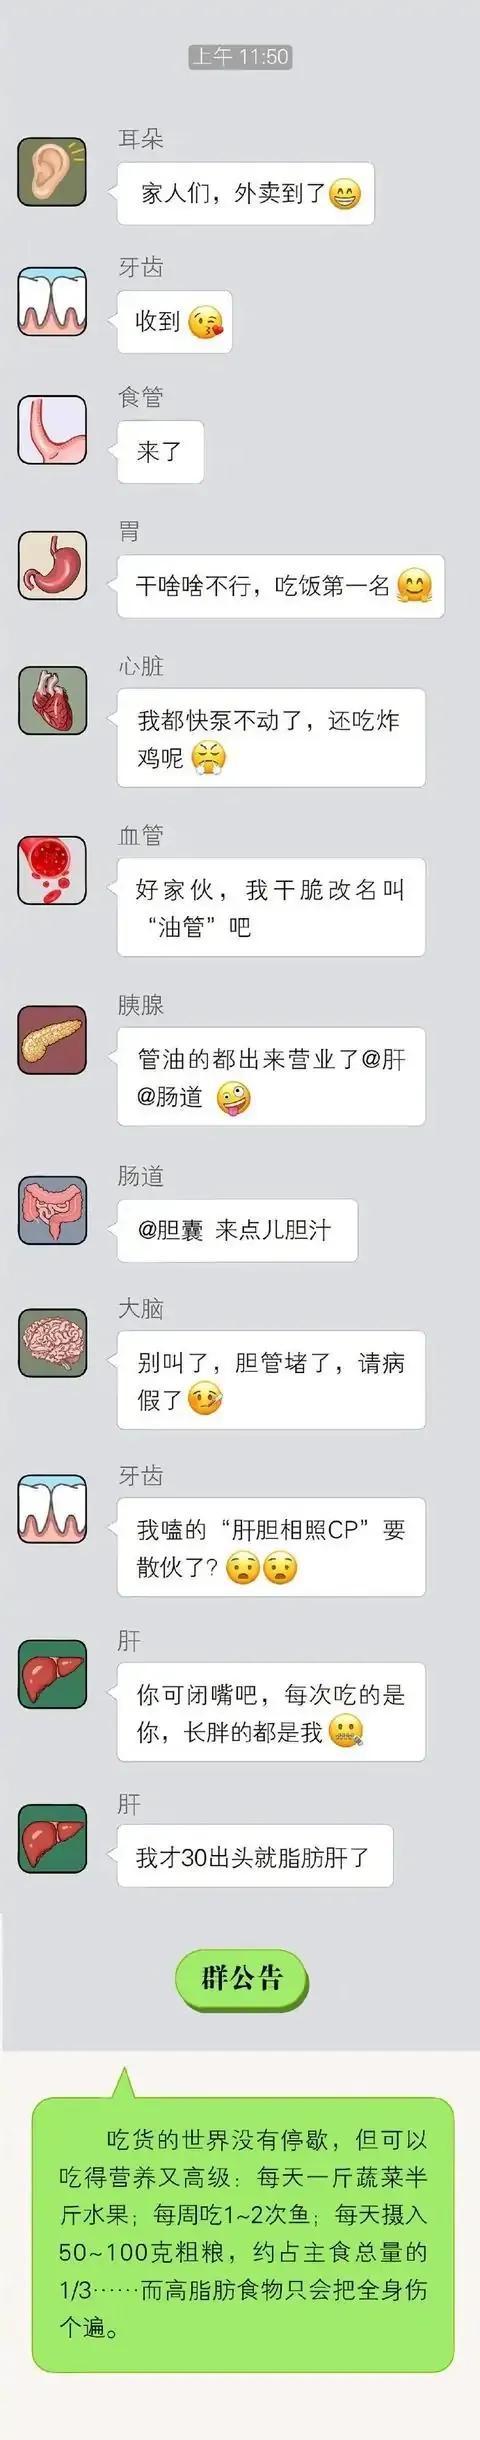 上午 11:50
耳朵
家人们，外卖到了😁
牙齿
收到 😘
食管
来了
胃
干啥啥不行，吃饭第一名🤗
心脏
我都快泵不动了，还吃炸
鸡呢😤
血管
好家伙，我干脆改名叫
“油管”吧
胰腺
管油的都出来营业了@肝
@肠道 🤪
肠道
@胆囊 来点儿胆汁
大脑
别叫了，胆管堵了，请病
假了🤒
牙齿
我嗑的“肝胆相照CP”要
散伙了？😧😧
肝
你可闭嘴吧，每次吃的是
你，长胖的都是我🤐
肝
我才30出头就脂肪肝了
群公告
吃货的世界没有停歇，但可以
吃得营养又高级：每天一斤蔬菜半
斤水果；每周吃1~2次鱼；每天摄入
50~100克粗粮，约占主食总量的
1/3……而高脂肪食物只会把全身伤
个遍。